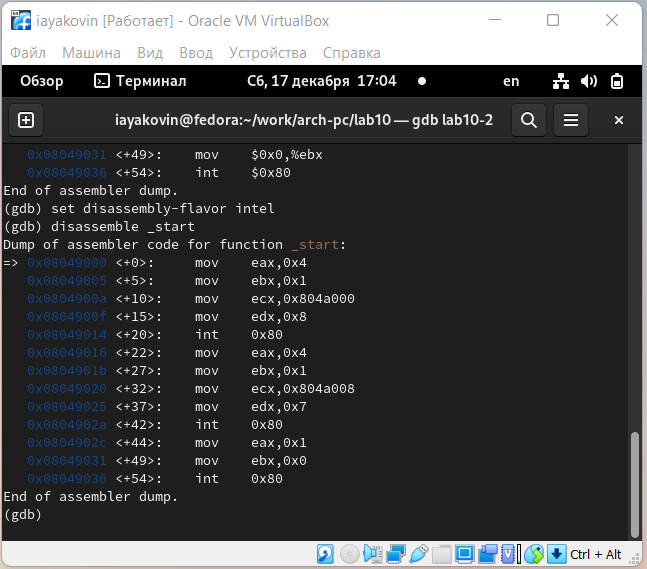 iayakovin [Работает] - Oracle VM VirtualBox
Файл Машина Вид Ввод Устройства Справка
Обзор Терминал Сб, 17 декабря 17:04 en
iayakovin@fedora:~/work/arch-pc/lab10 — gdb lab10-2
0x08049031 <+49>: mov $0x0,%ebx
0x08049036 <+54>: int $0x80
End of assembler dump.
(gdb) set disassembly-flavor intel
(gdb) disassemble _start
Dump of assembler code for function _start:
=> 0x08049000 <+0>: mov eax,0x4
0x08049005 <+5>: mov ebx,0x1
0x0804900a <+10>: mov ecx,0x804a000
0x0804900f <+15>: mov edx,0x8
0x08049014 <+20>: int 0x80
0x08049016 <+22>: mov eax,0x4
0x0804901b <+27>: mov ebx,0x1
0x08049020 <+32>: mov ecx,0x804a008
0x08049025 <+37>: mov edx,0x7
0x0804902a <+42>: int 0x80
0x0804902c <+44>: mov eax,0x1
0x08049031 <+49>: mov ebx,0x0
0x08049036 <+54>: int 0x80
End of assembler dump.
(gdb)
Ctrl + Alt